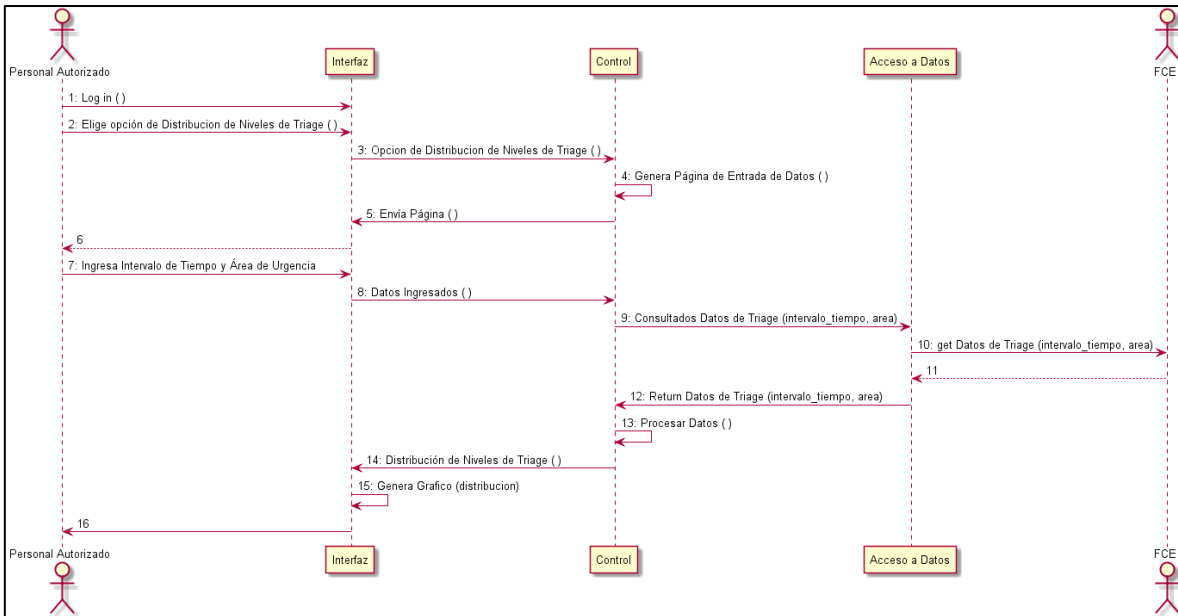 Personal Autorizado
Interfaz
Control
Acceso a Datos
FCE
1: Log in ( )
2: Elige opción de Distribucion de Niveles de Triage ( )
3: Opcion de Distribucion de Niveles de Triage ( )
4: Genera Página de Entrada de Datos ( )
5: Envía Página ( )
6
7: Ingresa Intervalo de Tiempo y Área de Urgencia
8: Datos Ingresados ( )
9: Consultados Datos de Triage (intervalo_tiempo, area)
10: get Datos de Triage (intervalo_tiempo, area)
11
12: Return Datos de Triage (intervalo_tiempo, area)
13: Procesar Datos ( )
14: Distribución de Niveles de Triage ( )
15: Genera Grafico (distribucion)
16
Personal Autorizado
Interfaz
Control
Acceso a Datos
FCE